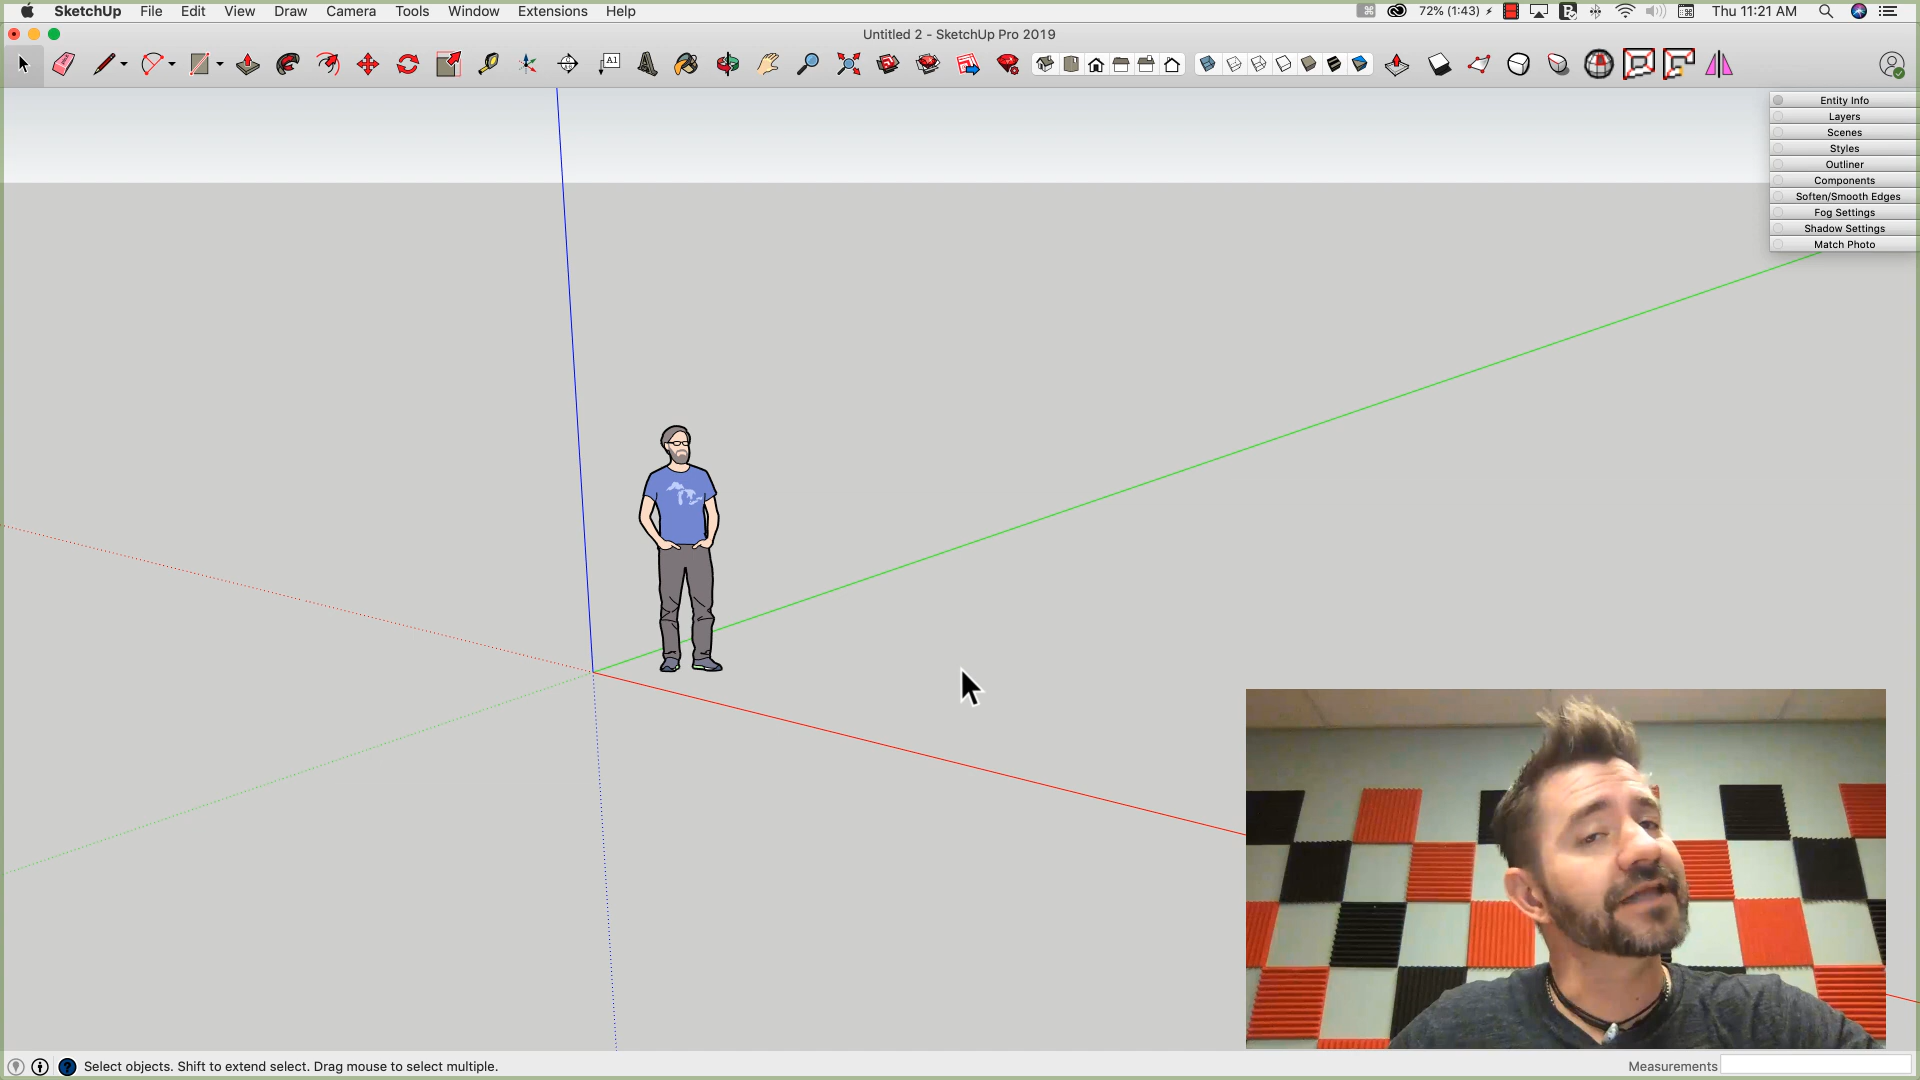 SketchUp File Edit View Draw Camera Tools Window Extensions Help 72% (1:43) Thu 11:21 AM
Untitled 2 - SketchUp Pro 2019
A1
Entity Info
Layers
Scenes
Styles
Outliner
Components
Soften/Smooth Edges
Fog Settings
Shadow Settings
Match Photo
Select objects. Shift to extend select. Drag mouse to select multiple.
Measurements